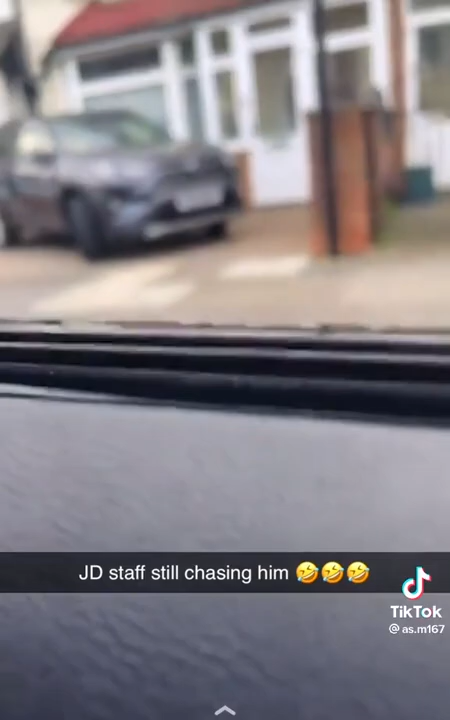 JD staff still chasing him 🤣🤣🤣
TikTok
@as.m167